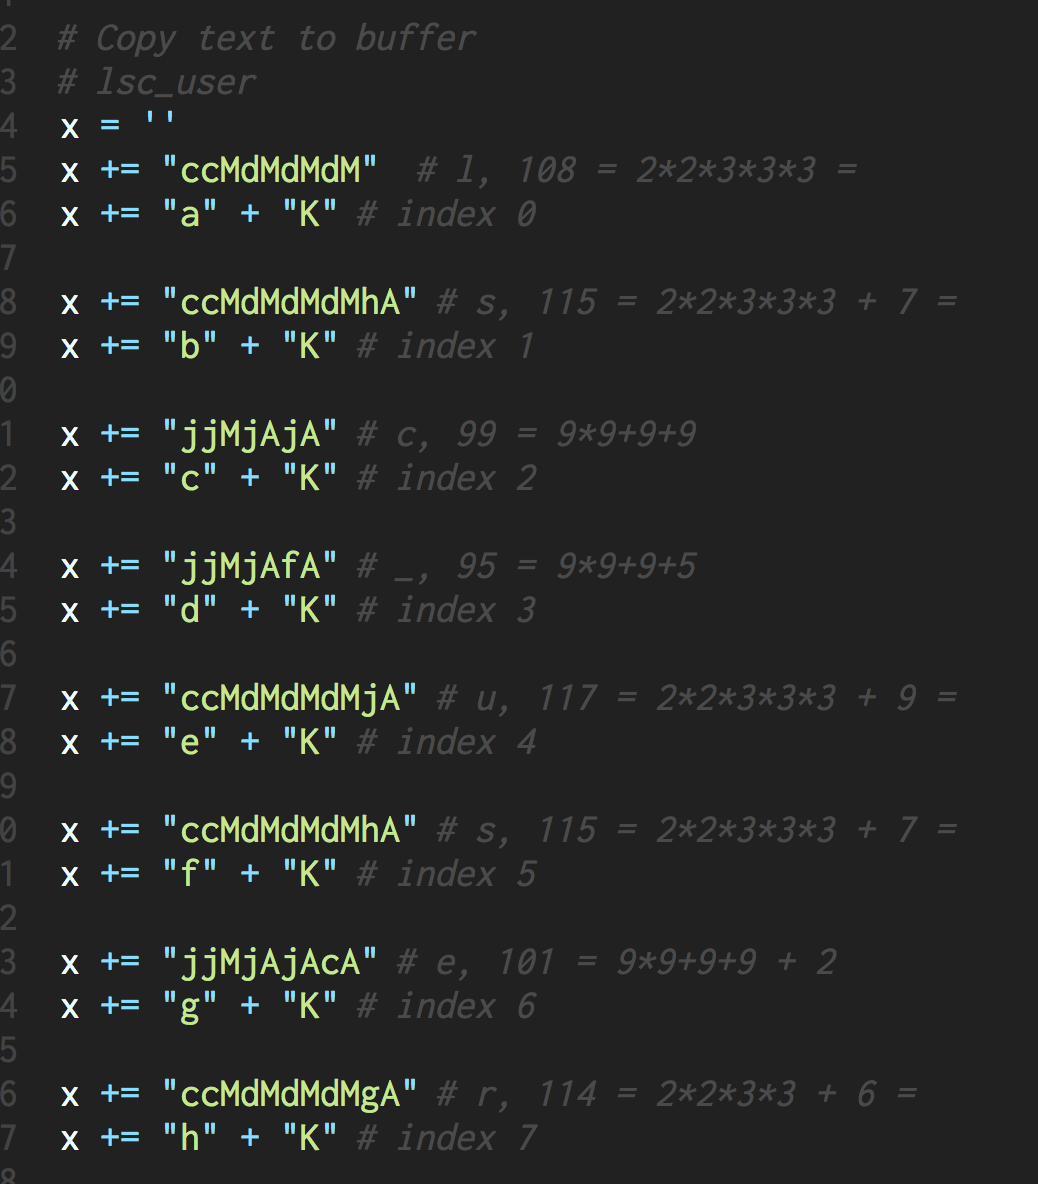 2 # Copy text to buffer
3 # lsc_user
4 x = ''
5 x += "ccMdMdMdM"  # l, 108 = 2*2*3*3*3 =
6 x += "a" + "K" # index 0
7
8 x += "ccMdMdMdMhA" # s, 115 = 2*2*3*3*3 + 7 =
9 x += "b" + "K" # index 1
0
1 x += "jjMjAjA" # c, 99 = 9*9+9+9
2 x += "c" + "K" # index 2
3
4 x += "jjMjAfA" # _, 95 = 9*9+9+5
5 x += "d" + "K" # index 3
6
7 x += "ccMdMdMdMjA" # u, 117 = 2*2*3*3*3 + 9 =
8 x += "e" + "K" # index 4
9
0 x += "ccMdMdMdMhA" # s, 115 = 2*2*3*3*3 + 7 =
1 x += "f" + "K" # index 5
2
3 x += "jjMjAjAcA" # e, 101 = 9*9+9+9 + 2
4 x += "g" + "K" # index 6
5
6 x += "ccMdMdMdMgA" # r, 114 = 2*2*3*3 + 6 =
7 x += "h" + "K" # index 7
8